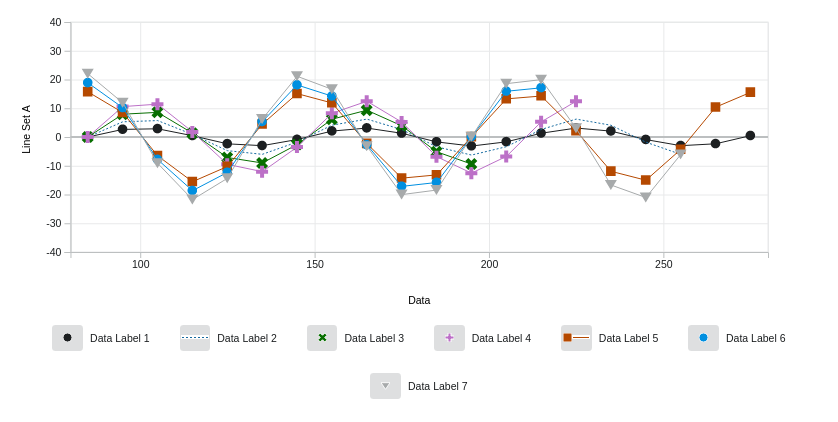 40
30
20
10
0
-10
-20
-30
-40
Line Set A
100 150 200 250
Data
Data Label 1 Data Label 2 Data Label 3 Data Label 4 Data Label 5 Data Label 6
Data Label 7